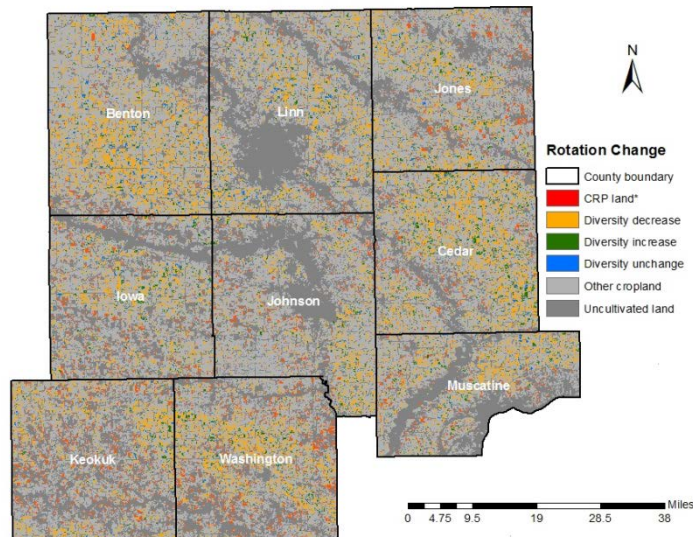 Benton
Linn
Jones
N
Rotation Change
County boundary
CRP land*
Diversity decrease
Diversity increase
Diversity unchange
Other cropland
Uncultivated land
Iowa
Johnson
Cedar
Muscatine
Keokuk
Washington
Miles
0 4.75 9.5 19 28.5 38